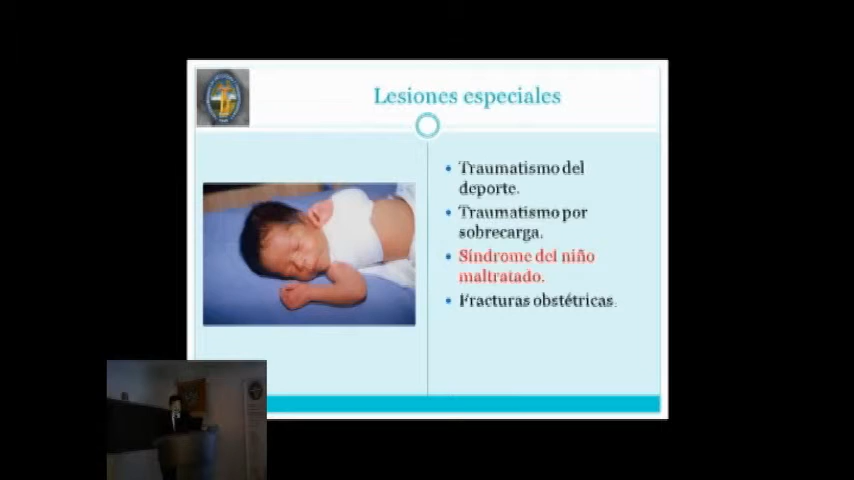 Lesiones especiales
• Traumatismo del
deporte.
• Traumatismo por
sobrecarga.
• Síndrome del niño
maltratado.
• Fracturas obstétricas.